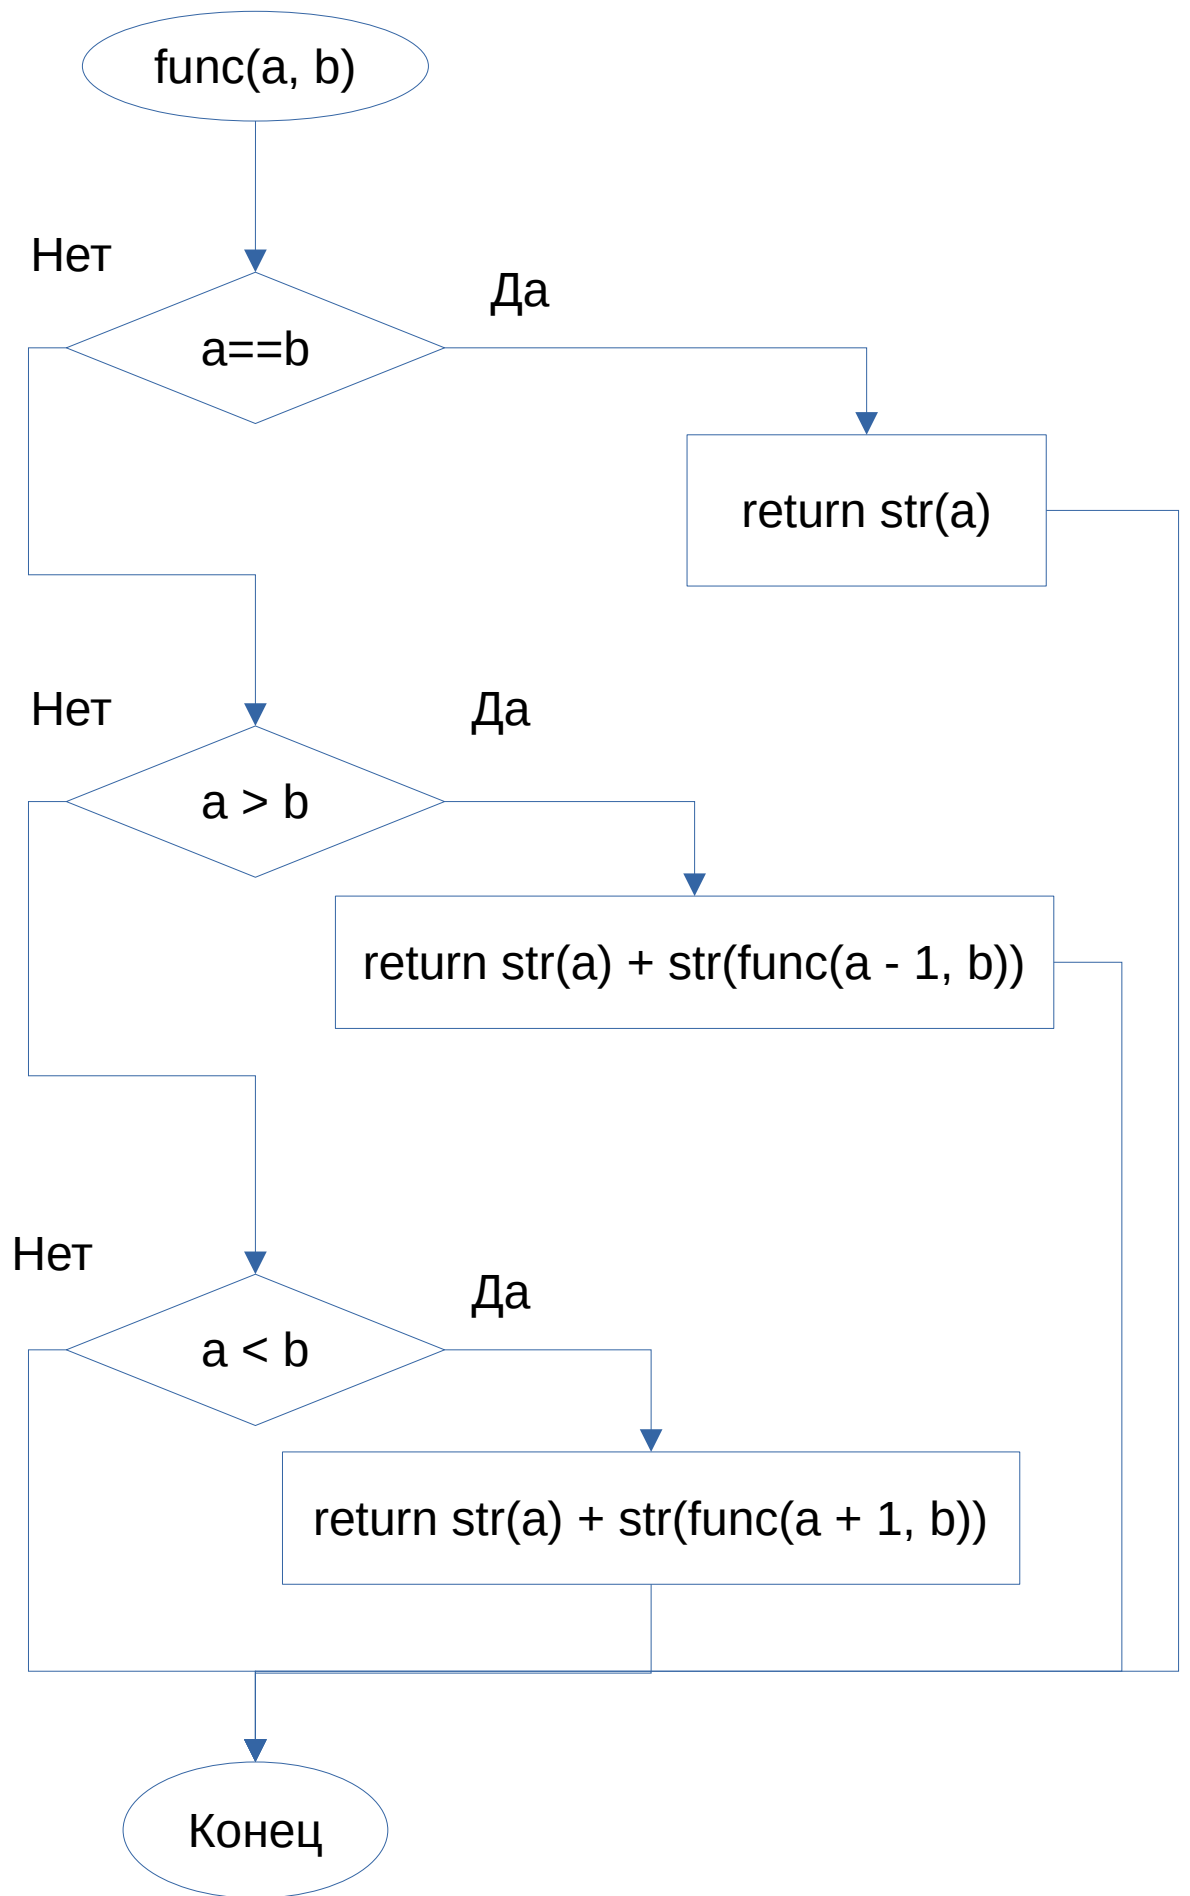 func(a, b)
Нет
Да
a==b
return str(a)
Нет
Да
a > b
return str(a) + str(func(a - 1, b))
Нет
Да
a < b
return str(a) + str(func(a + 1, b))
Конец